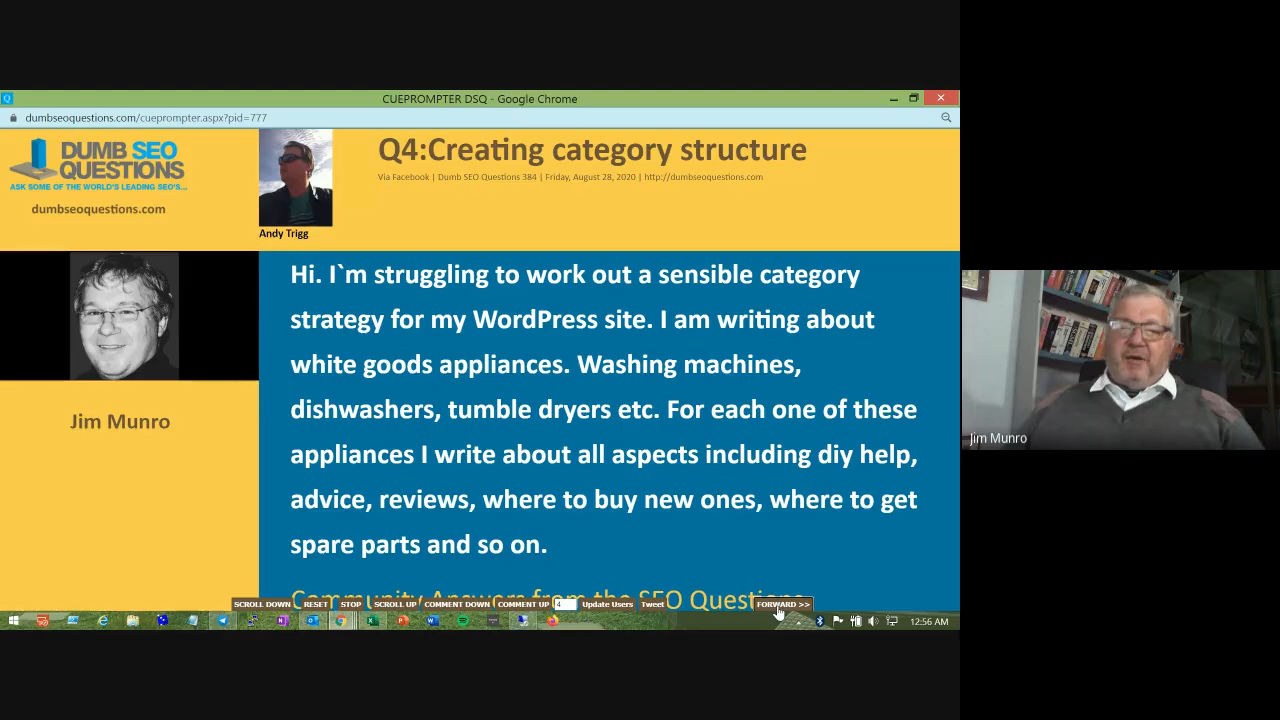 CUEPROMPTER DSQ - Google Chrome
dumbseoquestions.com/cueprompter.aspx?pid=777
DUMB SEO
QUESTIONS
ASK SOME OF THE WORLD'S LEADING SEO'S...
dumbseoquestions.com
Andy Trigg
Q4:Creating category structure
Via Facebook | Dumb SEO Questions 384 | Friday, August 28, 2020 | http://dumbseoquestions.com
Jim Munro
Hi. I`m struggling to work out a sensible category
strategy for my WordPress site. I am writing about
white goods appliances. Washing machines,
dishwashers, tumble dryers etc. For each one of these
appliances I write about all aspects including diy help,
advice, reviews, where to buy new ones, where to get
spare parts and so on.
Community Answers from the SEO Questions
SCROLL DOWN RESET STOP SCROLL UP COMMENT DOWN COMMENT UP 4 Update Users Tweet FORWARD >>
12:56 AM
Jim Munro